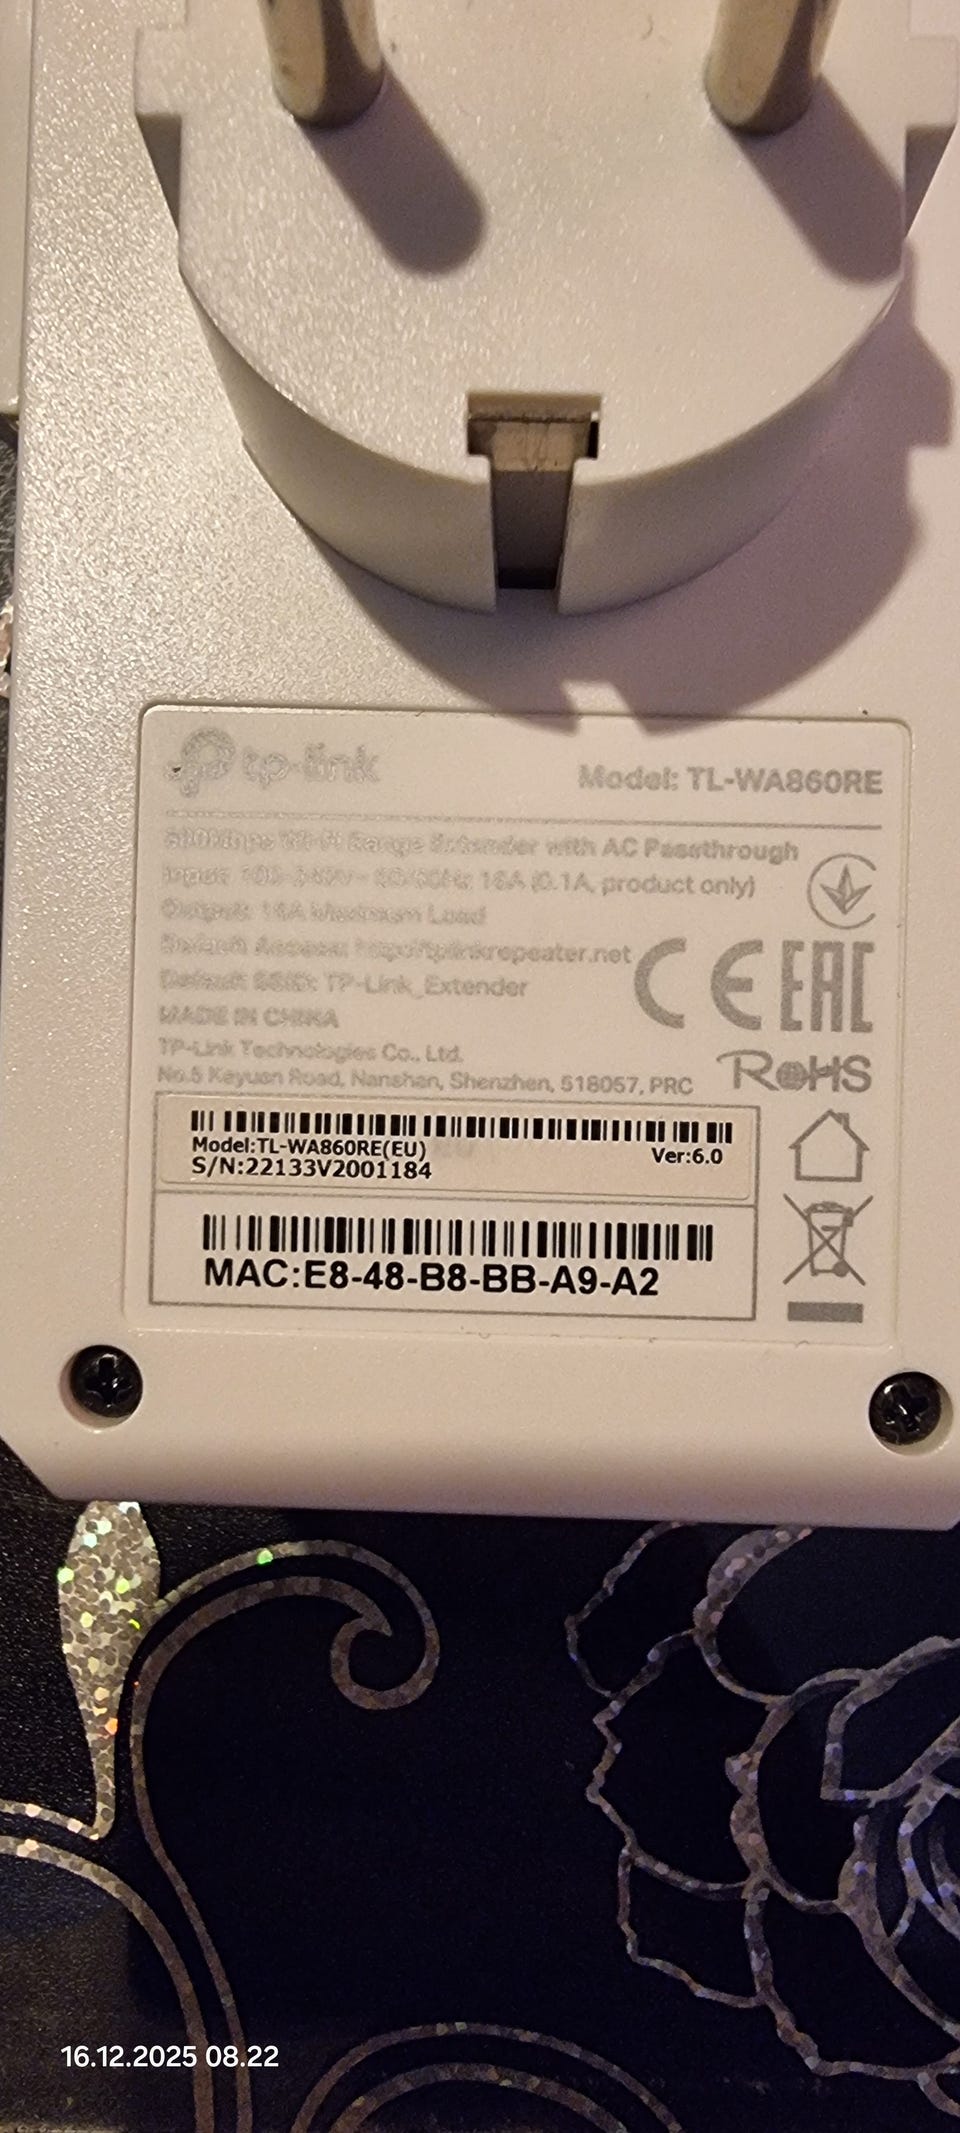 tp-link
Model: TL-WA860RE
300Mbps Wi-Fi Range Extender with AC Passthrough
Input: 100-240V~ 50/60Hz 16A (0.1A, product only)
Output: 16A Maximum Load
Default Access: http://tplinkrepeater.net
Default SSID: TP-Link_Extender
MADE IN CHINA
TP-Link Technologies Co., Ltd.
No.5 Keyuan Road, Nanshan, Shenzhen, 518057, PRC
CE EAC
RoHS
Model:TL-WA860RE(EU)
Ver:6.0
S/N:22133V2001184
MAC:E8-48-B8-BB-A9-A2
16.12.2025 08.22